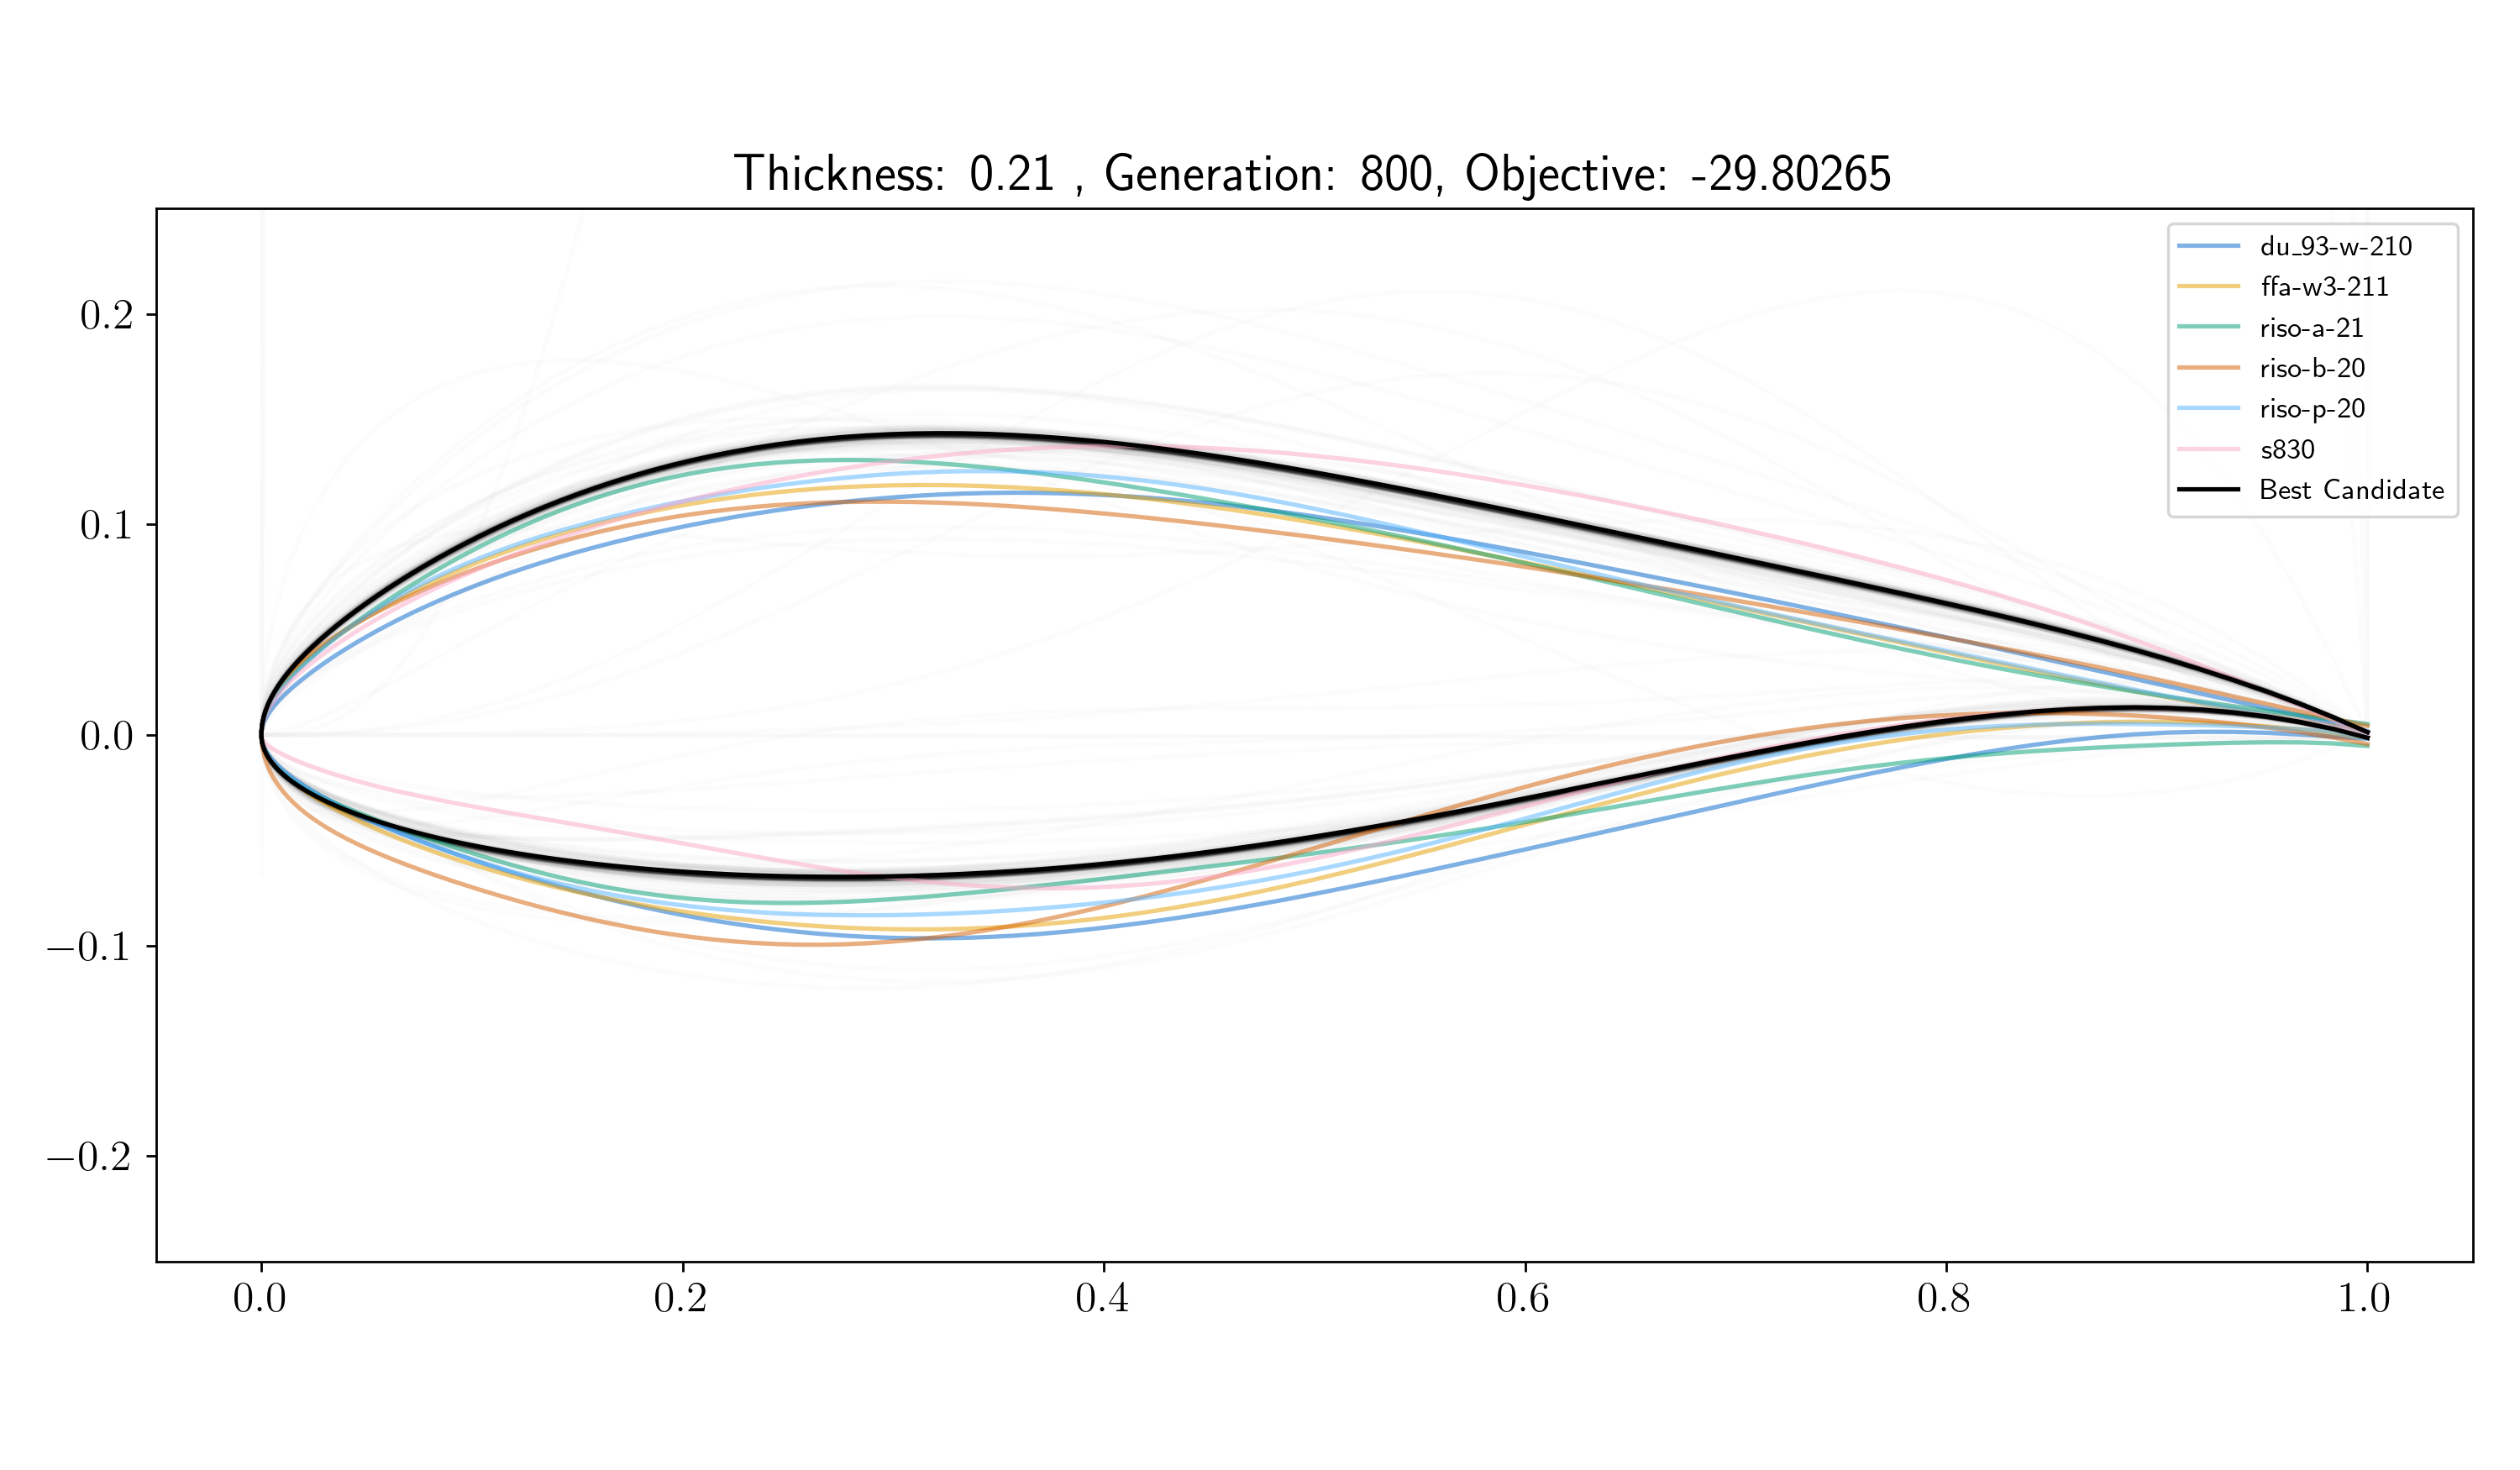 Thickness: 0.21 , Generation: 800, Objective: -29.80265
du_93-w-210
ffa-w3-211
riso-a-21
riso-b-20
riso-p-20
s830
Best Candidate
0.2
0.1
0.0
−0.1
−0.2
0.0 0.2 0.4 0.6 0.8 1.0